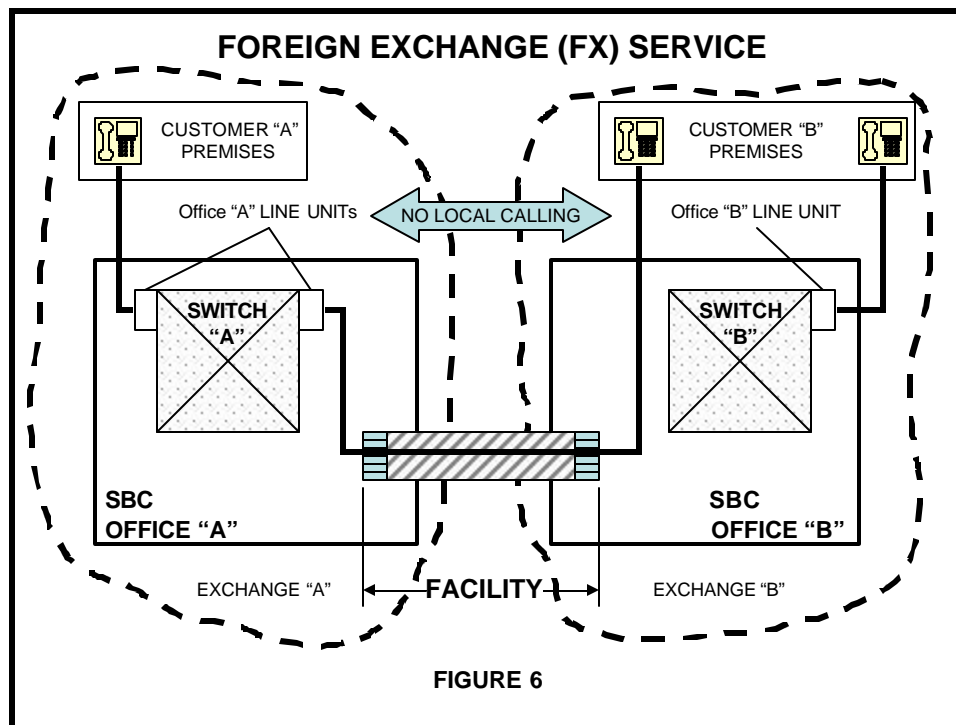 FOREIGN EXCHANGE (FX) SERVICE
CUSTOMER “A”
PREMISES
CUSTOMER “B”
PREMISES
Office “A” LINE UNITs
NO LOCAL CALLING
Office “B” LINE UNIT
SWITCH
“A”
SWITCH
“B”
SBC
OFFICE “A”
SBC
OFFICE “B”
EXCHANGE “A”
FACILITY
EXCHANGE “B”
FIGURE 6